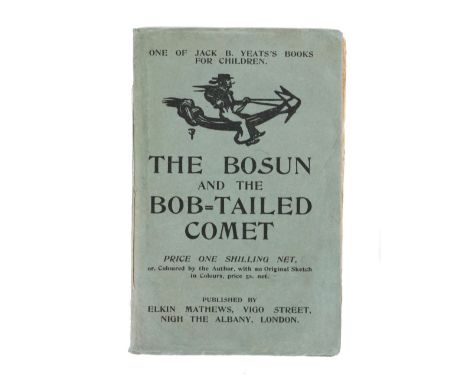 ONE OF JACK B. YEATS'S BOOKS
FOR CHILDREN.
THE BOSUN
AND THE
BOB=TAILED
COMET
PRICE ONE SHILLING NET,
or, Coloured by the Author, with an Original Sketch
in Colours, price 5s. net.
PUBLISHED BY
ELKIN MATHEWS, VIGO STREET,
NIGH THE ALBANY, LONDON.